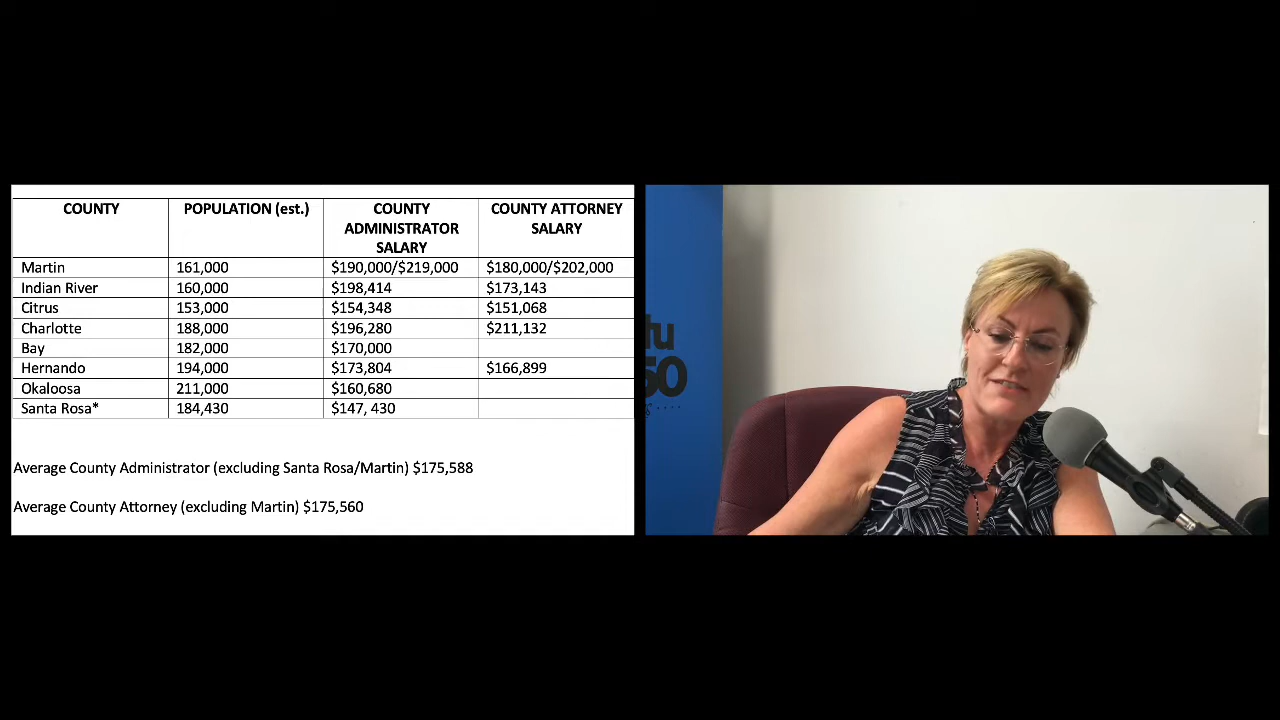 COUNTY POPULATION (est.) COUNTY ADMINISTRATOR SALARY COUNTY ATTORNEY SALARY
Martin 161,000 $190,000/$219,000 $180,000/$202,000
Indian River 160,000 $198,414 $173,143
Citrus 153,000 $154,348 $151,068
Charlotte 188,000 $196,280 $211,132
Bay 182,000 $170,000
Hernando 194,000 $173,804 $166,899
Okaloosa 211,000 $160,680
Santa Rosa* 184,430 $147, 430
Average County Administrator (excluding Santa Rosa/Martin) $175,588
Average County Attorney (excluding Martin) $175,560